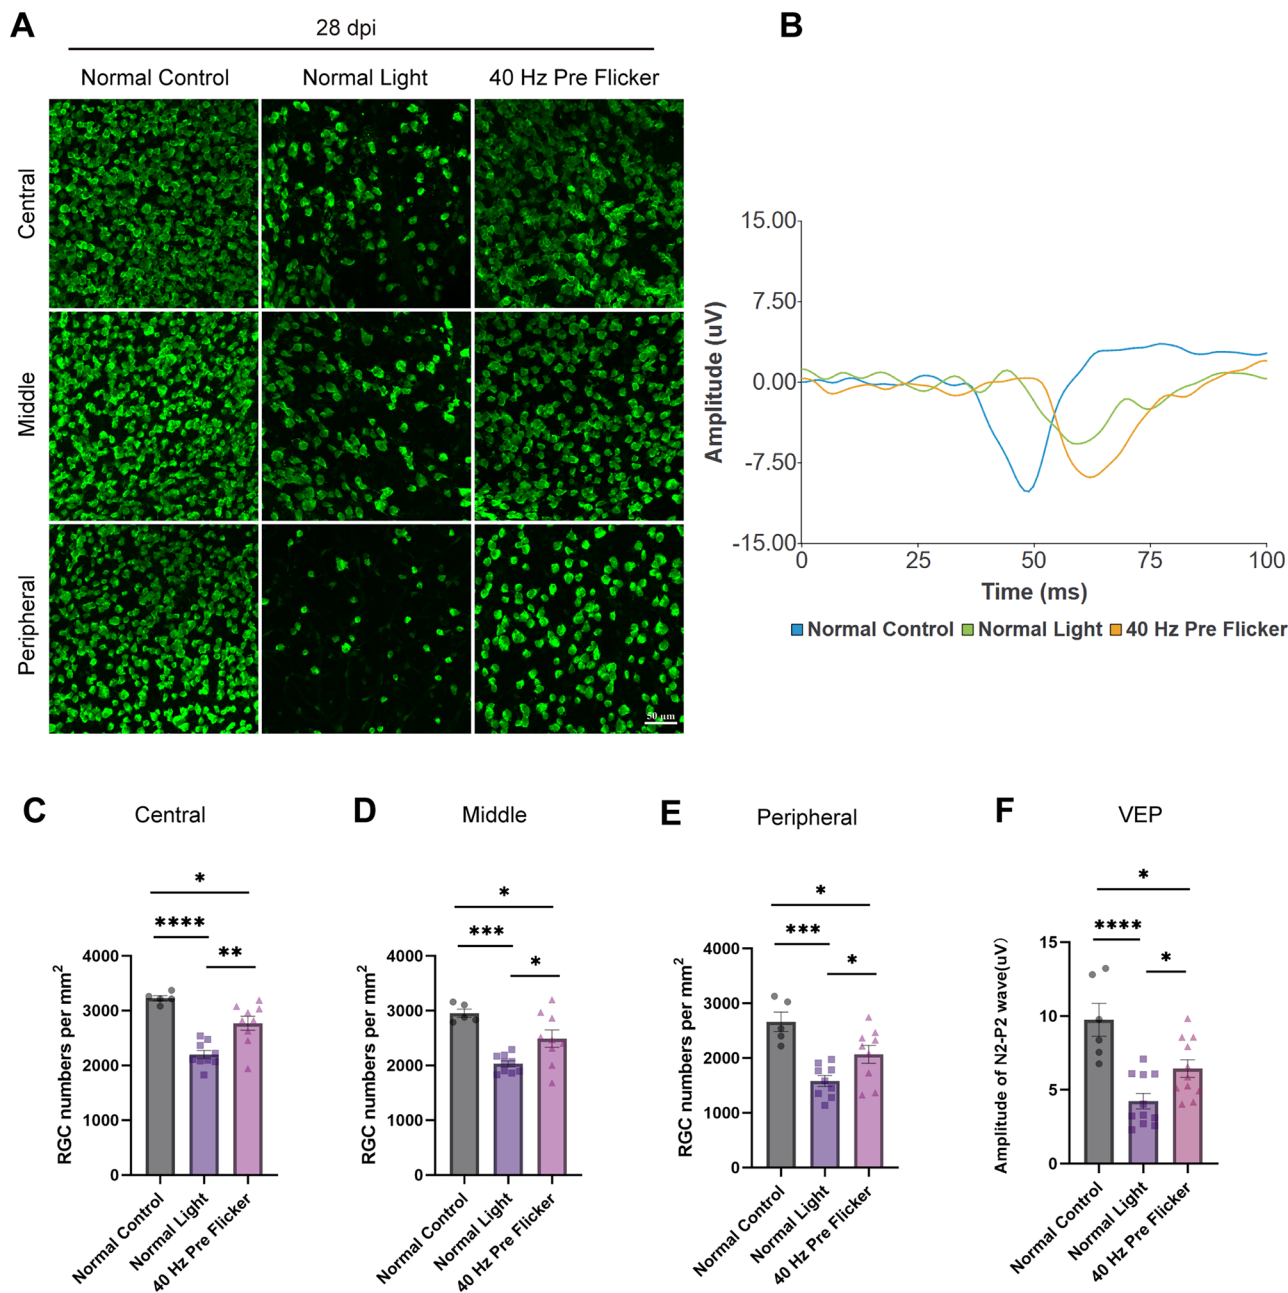 A
28 dpi
Normal Control Normal Light 40 Hz Pre Flicker
Central
Middle
Peripheral
50 µm
B
15.00
7.50
0.00
-7.50
-15.00
Amplitude (uV)
0 25 50 75 100
Time (ms)
Normal Control Normal Light 40 Hz Pre Flicker
C Central
*
****
**
RGC numbers per mm²
4000
3000
2000
1000
0
Normal Control
Normal Light
40 Hz Pre Flicker
D Middle
*
***
*
RGC numbers per mm²
4000
3000
2000
1000
0
Normal Control
Normal Light
40 Hz Pre Flicker
E Peripheral
*
***
*
RGC numbers per mm²
4000
3000
2000
1000
0
Normal Control
Normal Light
40 Hz Pre Flicker
F VEP
*
****
*
Amplitude of N2-P2 wave(uV)
15
10
5
0
Normal Control
Normal Light
40 Hz Pre Flicker